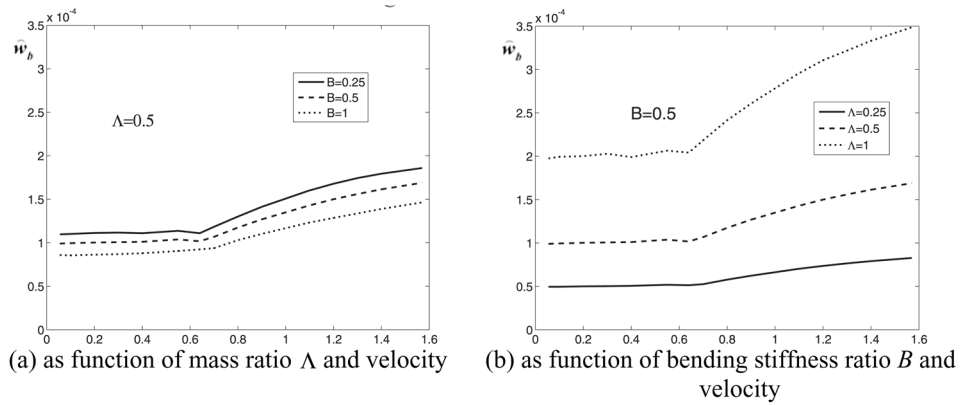 x 10⁻⁴
3.5
ŵ_b
3
2.5
2
1.5
1
0.5
0
0 0.2 0.4 0.6 0.8 1 1.2 1.4 1.6
B=0.25
B=0.5
B=1
Λ=0.5
(a) as function of mass ratio Λ and velocity
x 10⁻⁴
3.5
ŵ_b
3
2.5
2
1.5
1
0.5
0
0 0.2 0.4 0.6 0.8 1 1.2 1.4 1.6
B=0.5
Λ=0.25
Λ=0.5
Λ=1
(b) as function of bending stiffness ratio B and
velocity